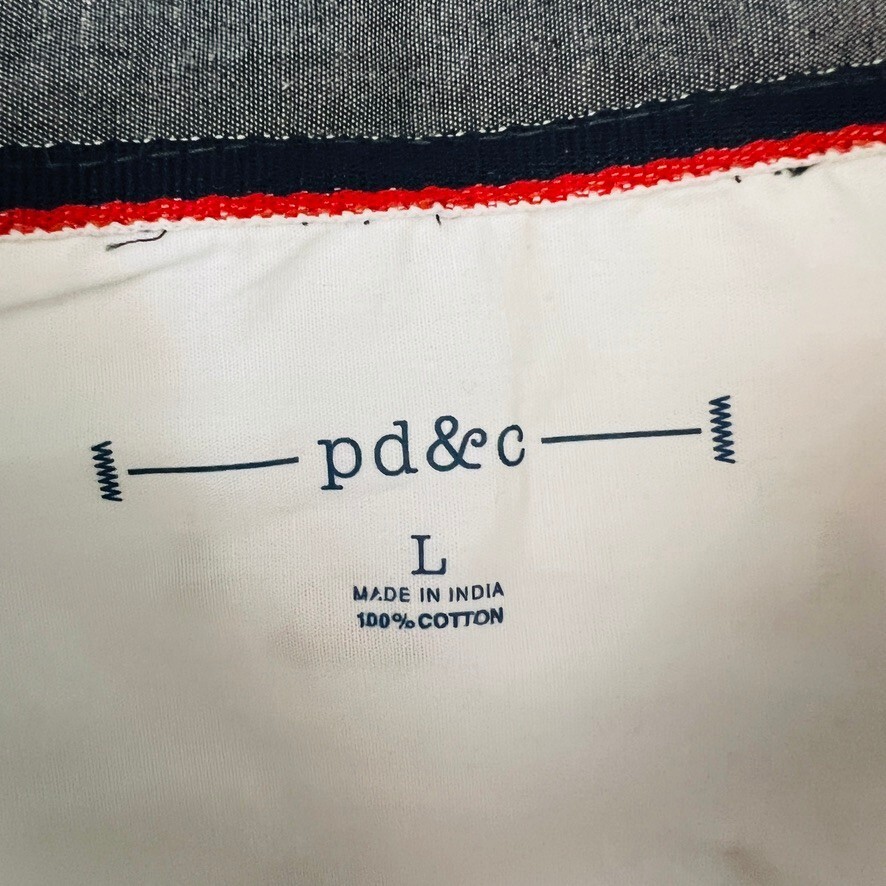 pd&c
L
MADE IN INDIA
100% COTTON